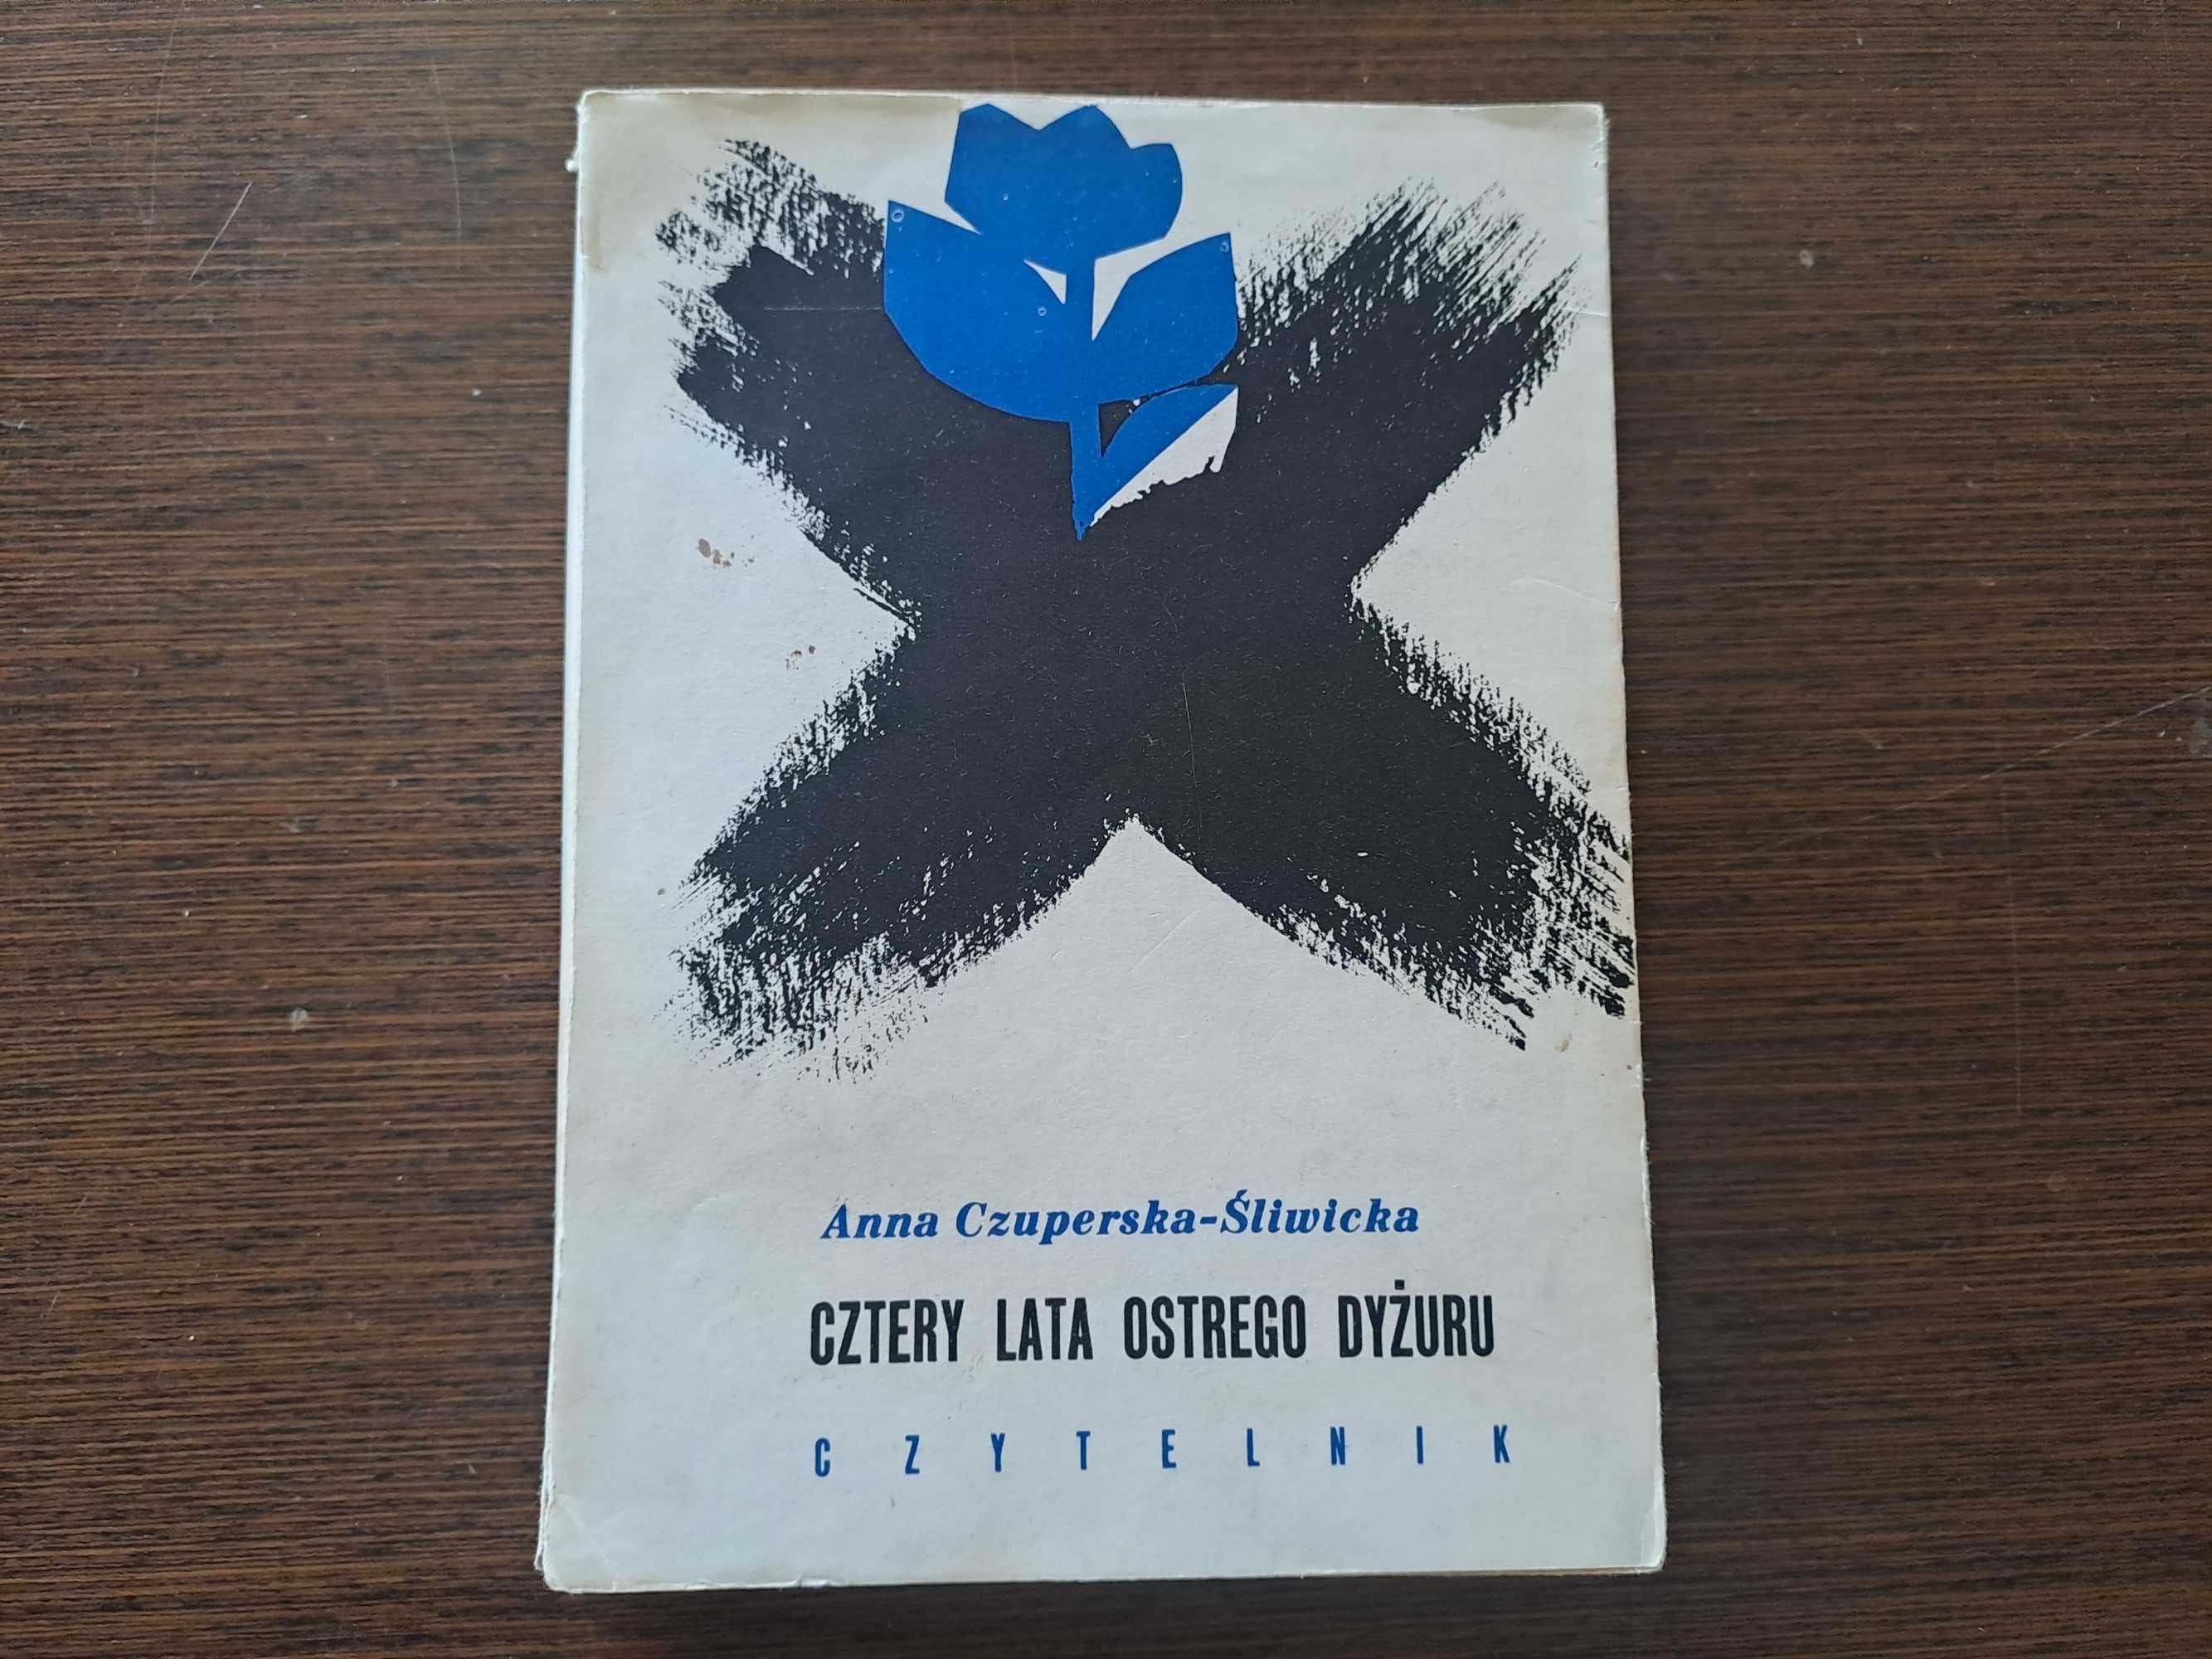 Anna Czuperska-Śliwicka
CZTERY LATA OSTREGO DYŻURU
CZYTELNIK